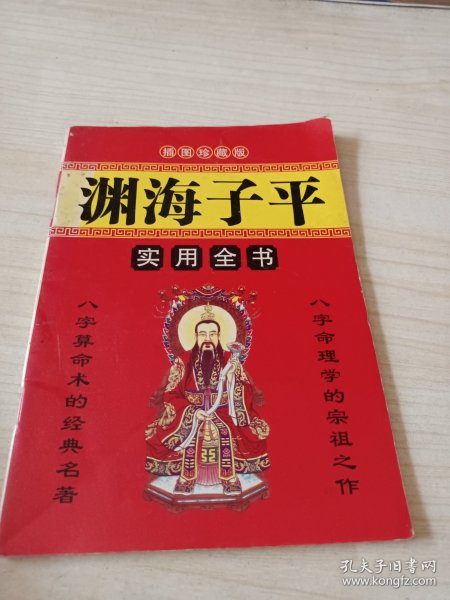 插图珍藏版
渊海子平
实用全书
八字命理学的宗祖之作
八字算命术的经典名著
孔夫子旧书网
www.kongfz.com